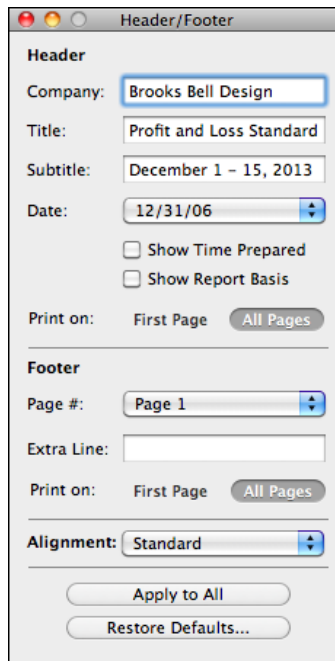 Header/Footer
Header
Company: Brooks Bell Design
Title: Profit and Loss Standard
Subtitle: December 1 – 15, 2013
Date: 12/31/06
Show Time Prepared
Show Report Basis
Print on: First Page All Pages
Footer
Page #: Page 1
Extra Line:
Print on: First Page All Pages
Alignment: Standard
Apply to All
Restore Defaults...